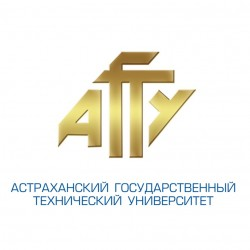 АГТУ
АСТРАХАНСКИЙ ГОСУДАРСТВЕННЫЙ
ТЕХНИЧЕСКИЙ УНИВЕРСИТЕТ